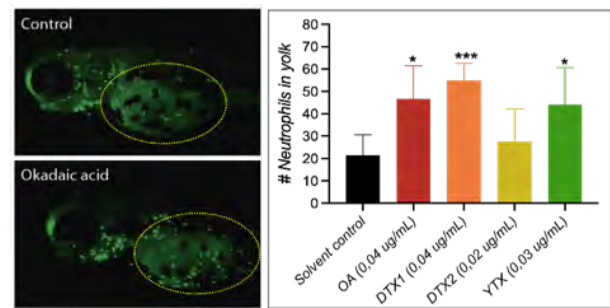 Control
Okadaic acid
# Neutrophils in yolk
80
70
60
50
40
30
20
10
0
*
***
*
Solvent control
OA (0,04 ug/mL)
DTX1 (0,04 ug/mL)
DTX2 (0,02 ug/mL)
YTX (0,03 ug/mL)